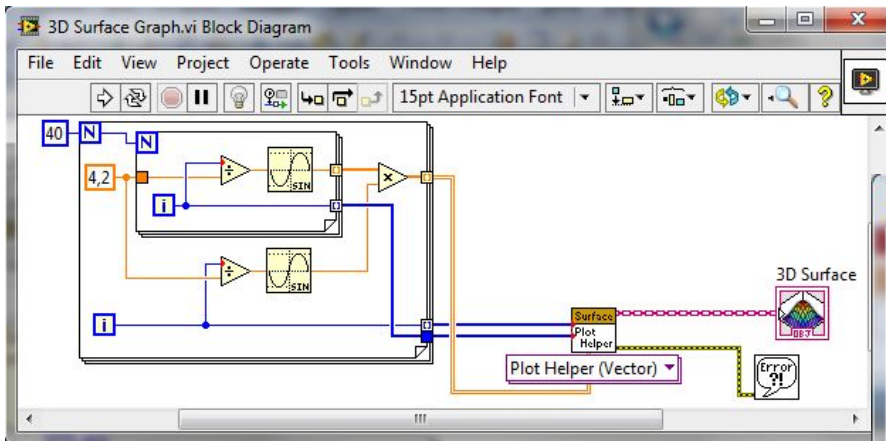 3D Surface Graph.vi Block Diagram
File Edit View Project Operate Tools Window Help
15pt Application Font
40 N
N
4,2
÷
SIN
×
i
÷
SIN
3D Surface
i
Surface
Plot
Helper
OBJ
Plot Helper (Vector)
Error
?!